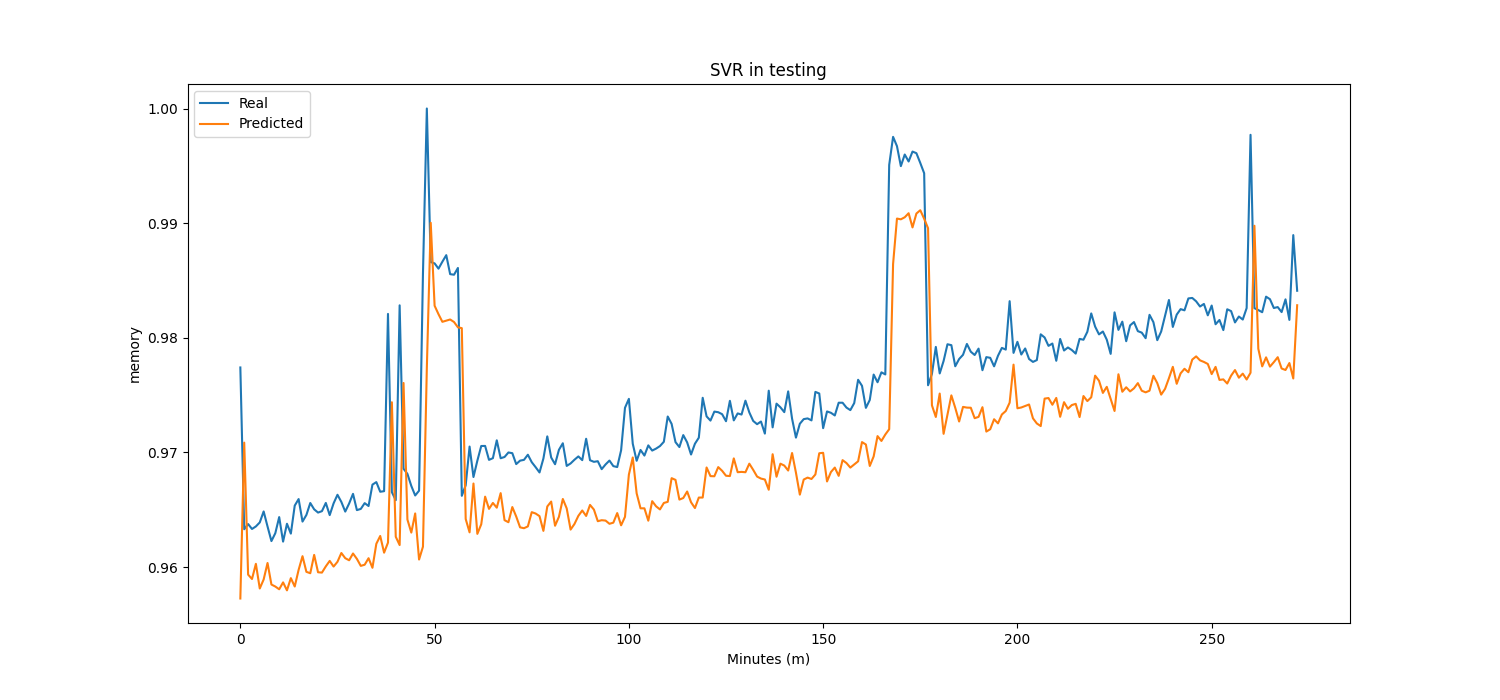 SVR in testing
Real
Predicted
1.00
0.99
0.98
0.97
0.96
memory
0 50 100 150 200 250
Minutes (m)